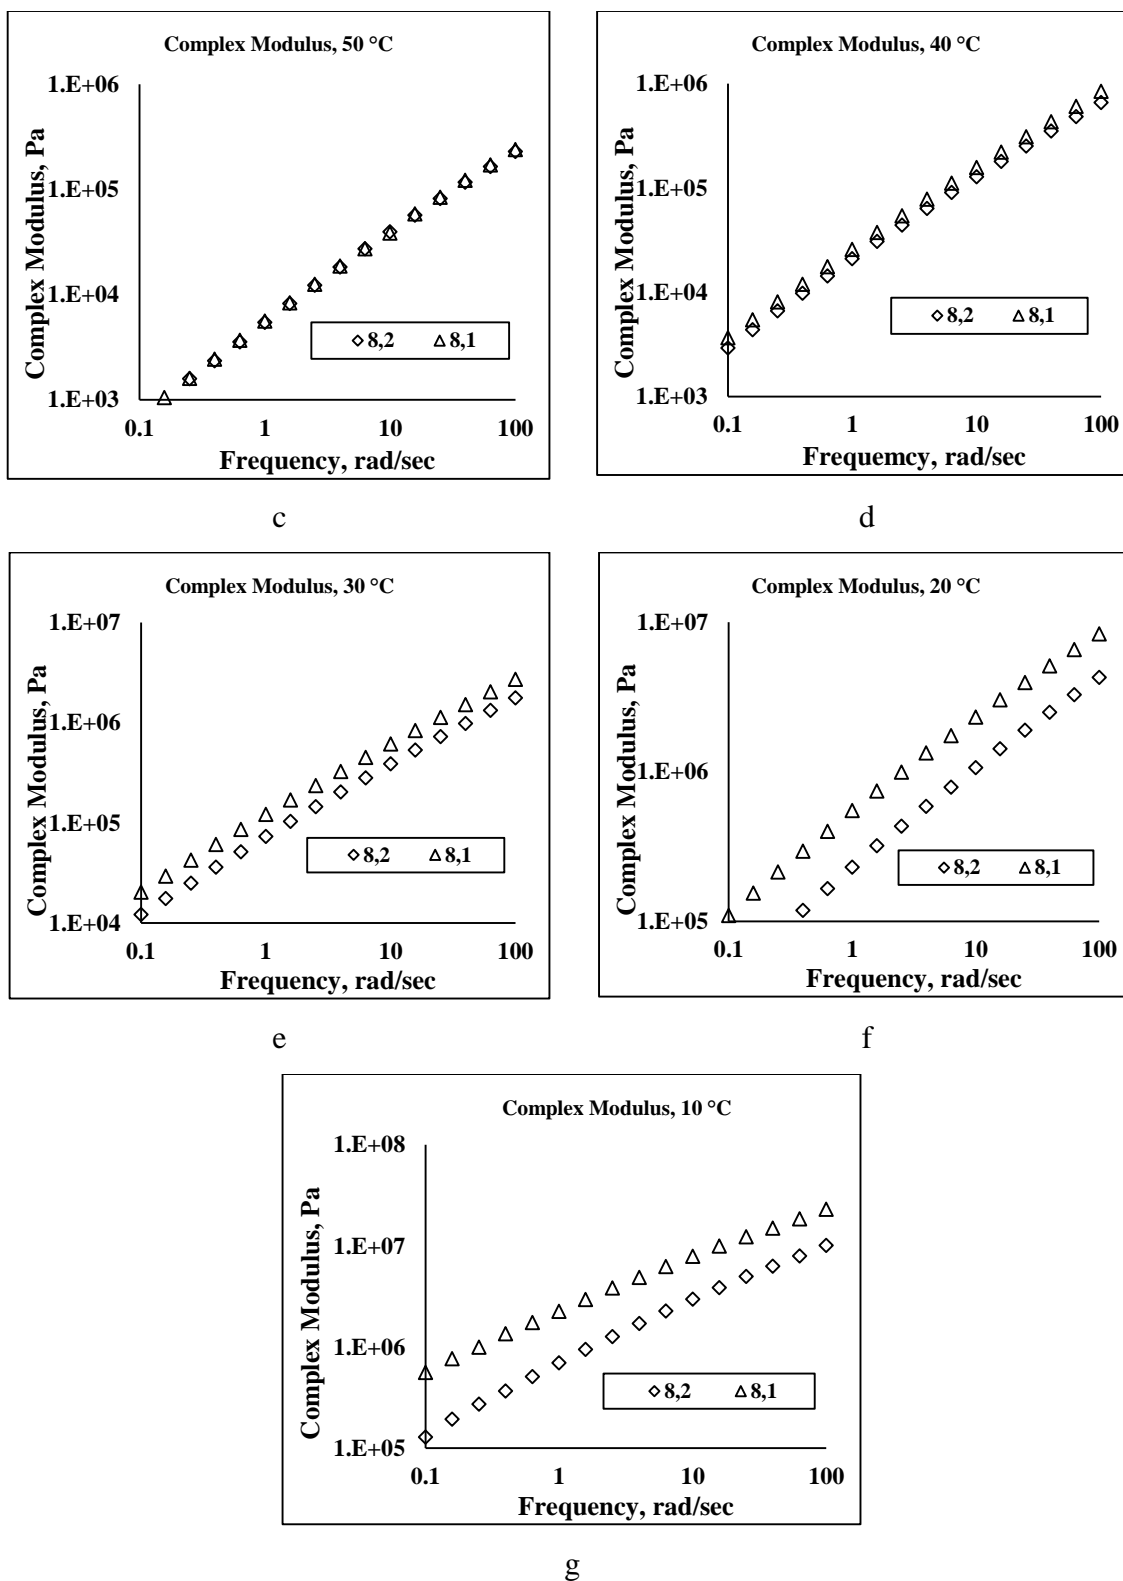 Complex Modulus, 50 °C
1.E+06
1.E+05
1.E+04
1.E+03
Complex Modulus, Pa
8,2 8,1
0.1 1 10 100
Frequency, rad/sec
c
Complex Modulus, 40 °C
1.E+06
1.E+05
1.E+04
1.E+03
Complex Modulus, Pa
8,2 8,1
0.1 1 10 100
Frequemcy, rad/sec
d
Complex Modulus, 30 °C
1.E+07
1.E+06
1.E+05
1.E+04
Complex Modulus, Pa
8,2 8,1
0.1 1 10 100
Frequency, rad/sec
e
Complex Modulus, 20 °C
1.E+07
1.E+06
1.E+05
Complex Modulus, Pa
8,2 8,1
0.1 1 10 100
Frequency, rad/sec
f
Complex Modulus, 10 °C
1.E+08
1.E+07
1.E+06
1.E+05
Complex Modulus, Pa
8,2 8,1
0.1 1 10 100
Frequency, rad/sec
g